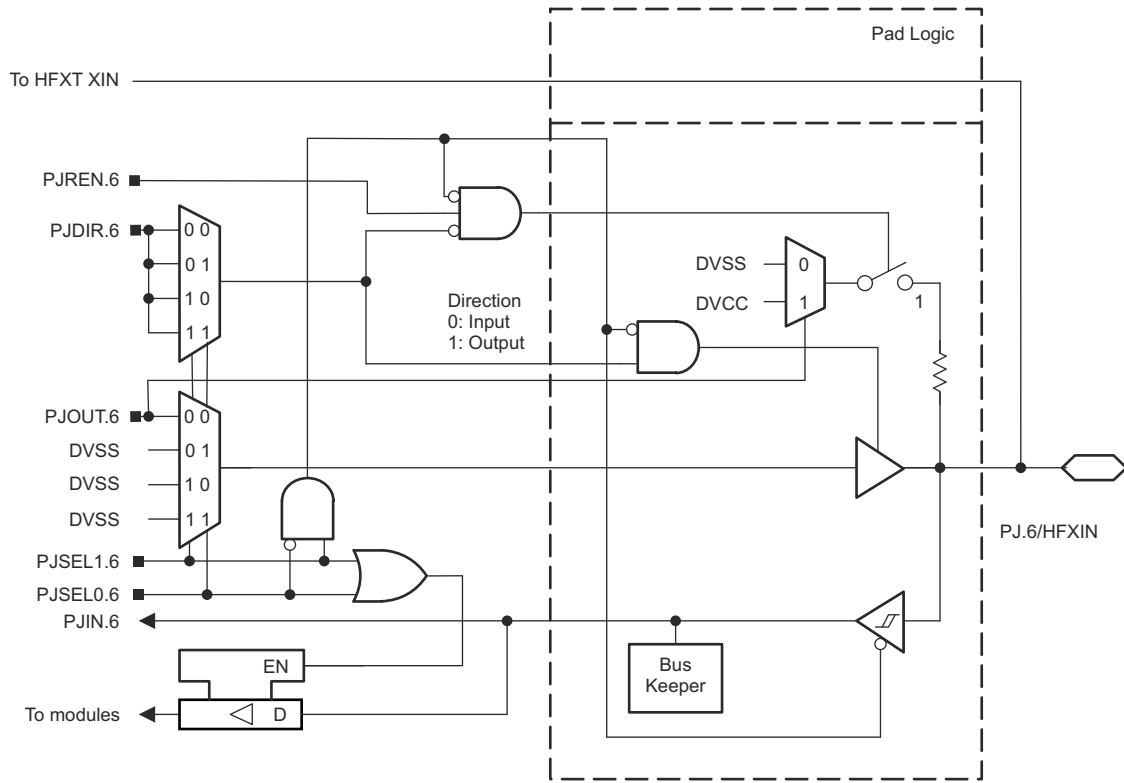 Pad Logic
To HFXT XIN
PJREN.6
PJDIR.6
0 0
0 1
1 0
1 1
Direction
0: Input
1: Output
DVSS
0
DVCC
1
1
PJOUT.6
0 0
DVSS
0 1
DVSS
1 0
DVSS
1 1
PJ.6/HFXIN
PJSEL1.6
PJSEL0.6
PJIN.6
EN
Bus
Keeper
To modules
D